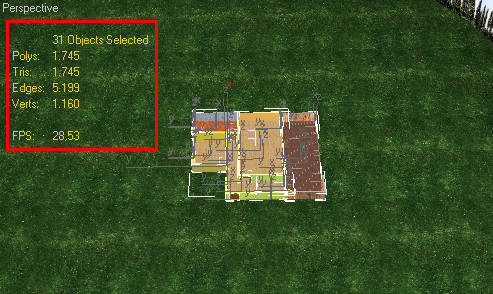 Perspective
31 Objects Selected
Polys: 1.745
Tris: 1.745
Edges: 5.199
Verts: 1.160
FPS: 28,53
x
y